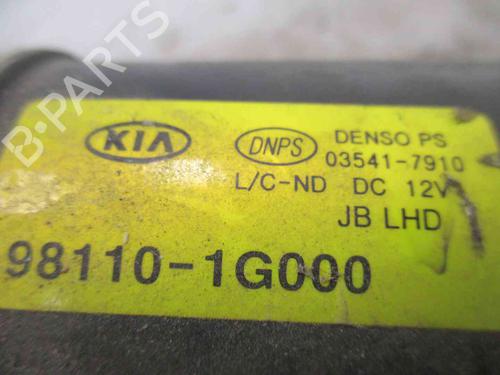 B-PARTS
KIA
DNPS
DENSO PS
03541-7910
L/C-ND DC 12V
JB LHD
98110-1G000